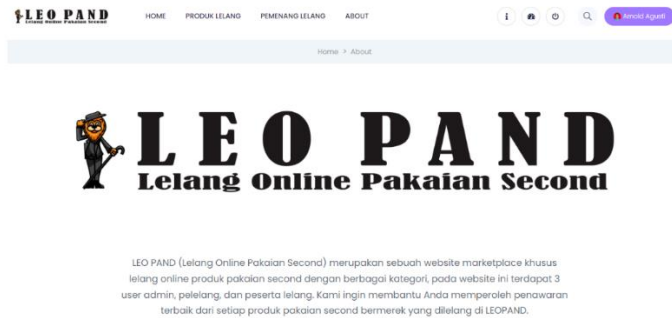 LEO PAND
Lelang Online Pakaian Second
HOME PRODUK LELANG PEMENANG LELANG ABOUT
Arnold Agusti
Home > About
LEO PAND
Lelang Online Pakaian Second
LEO PAND (Lelang Online Pakaian Second) merupakan sebuah website marketplace khusus
lelang online produk pakaian second dengan berbagai kategori, pada website ini terdapat 3
user admin, pelelang, dan peserta lelang. Kami ingin membantu Anda memperoleh penawaran
terbaik dari setiap produk pakaian second bermerek yang dilelang di LEOPAND.